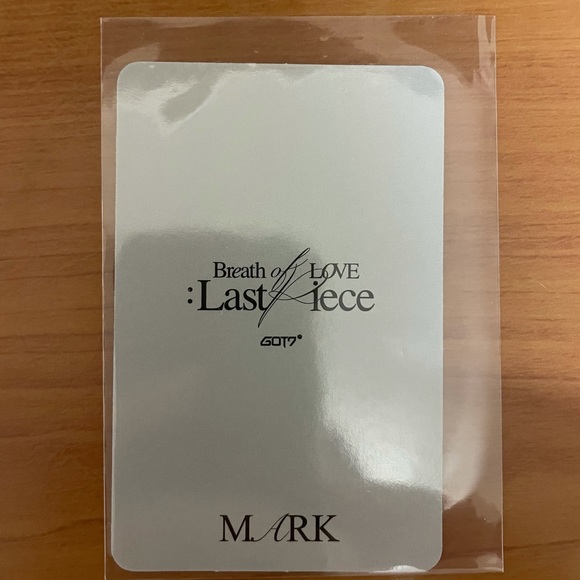 Breath of LOVE
:Last Piece
GOT7
MARK